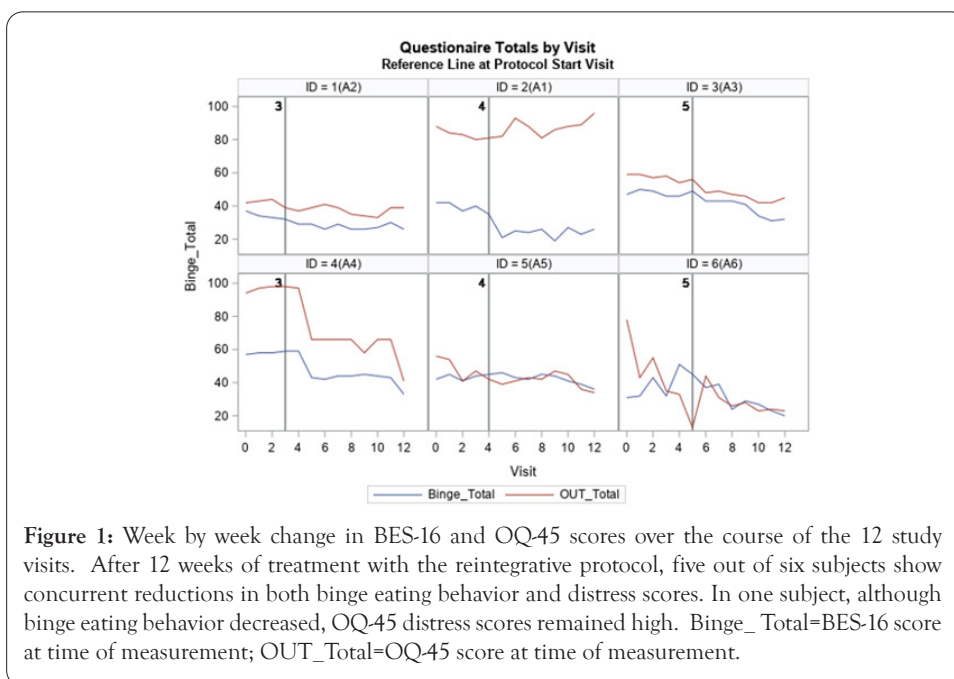 Questionaire Totals by Visit
Reference Line at Protocol Start Visit
ID = 1(A2) ID = 2(A1) ID = 3(A3)
3 4 5
100
80
60
40
20
Binge_Total
ID = 4(A4) ID = 5(A5) ID = 6(A6)
3 4 5
100
80
60
40
20
0 2 4 6 8 10 12 0 2 4 6 8 10 12 0 2 4 6 8 10 12
Visit
Binge_Total OUT_Total
Figure 1: Week by week change in BES-16 and OQ-45 scores over the course of the 12 study
visits. After 12 weeks of treatment with the reintegrative protocol, five out of six subjects show
concurrent reductions in both binge eating behavior and distress scores. In one subject, although
binge eating behavior decreased, OQ-45 distress scores remained high. Binge_ Total=BES-16 score
at time of measurement; OUT_Total=OQ-45 score at time of measurement.